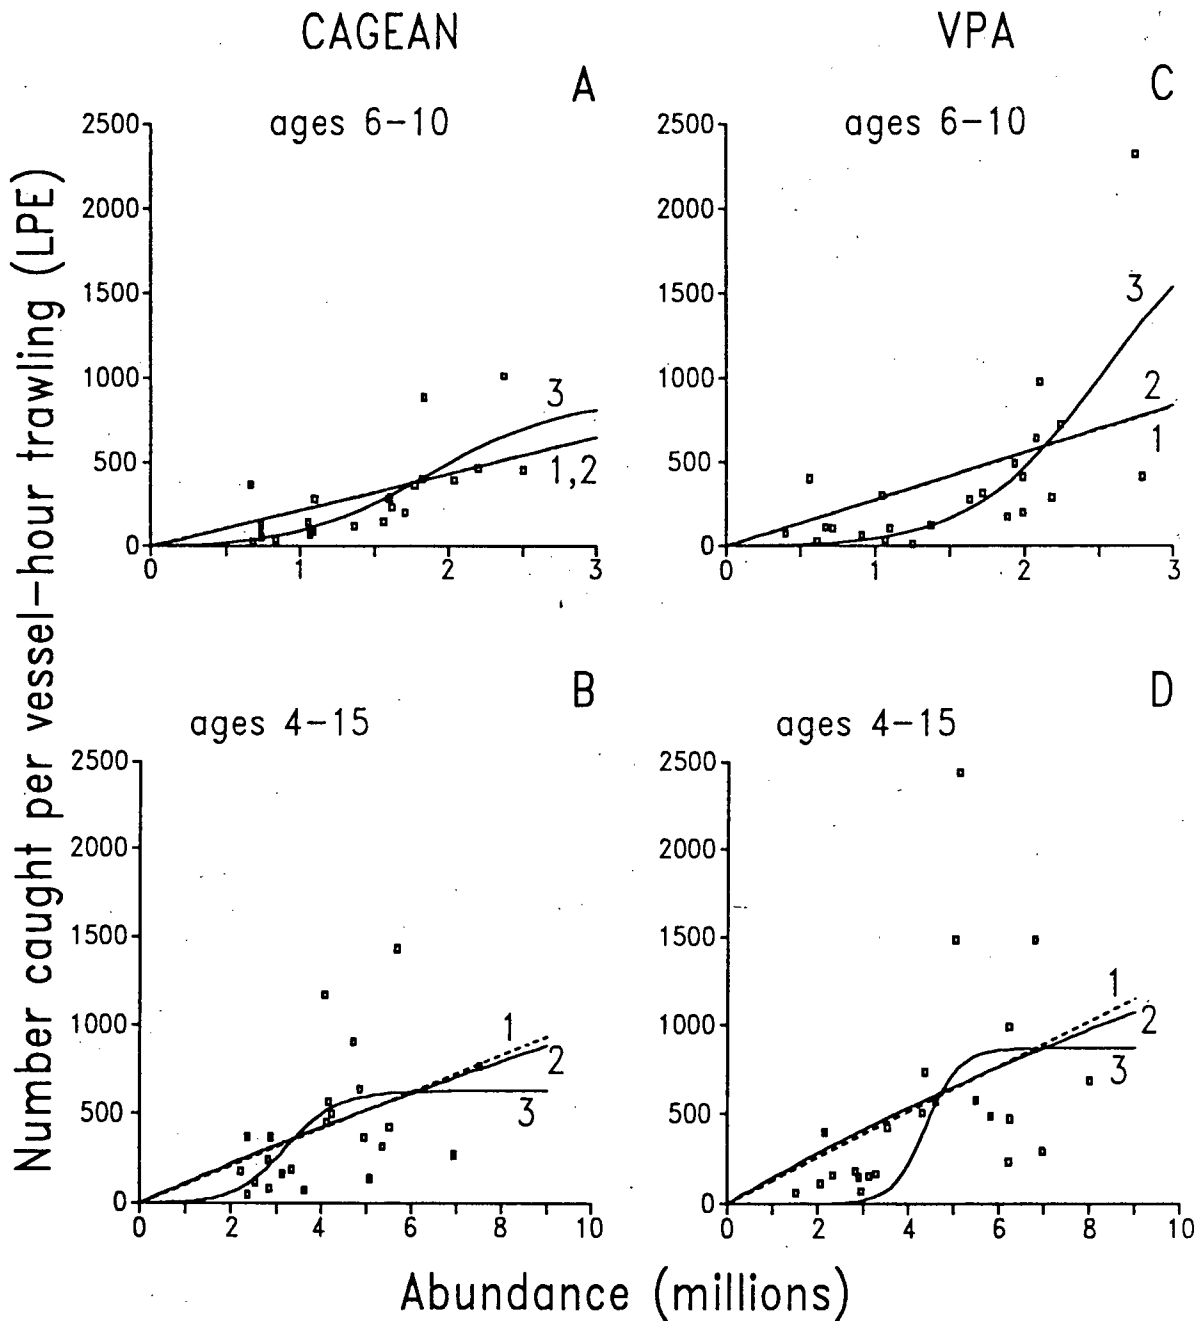 CAGEAN
VPA
Number caught per vessel-hour trawling (LPE)
A
ages 6-10
2500
2000
1500
1000
500
0
3
1,2
0 1 2 3
C
ages 6-10
2500
2000
1500
1000
500
0
3
2
1
0 1 2 3
B
ages 4-15
2500
2000
1500
1000
500
0
1
2
3
0 2 4 6 8 10
D
ages 4-15
2500
2000
1500
1000
500
0
1
2
3
0 2 4 6 8 10
Abundance (millions)